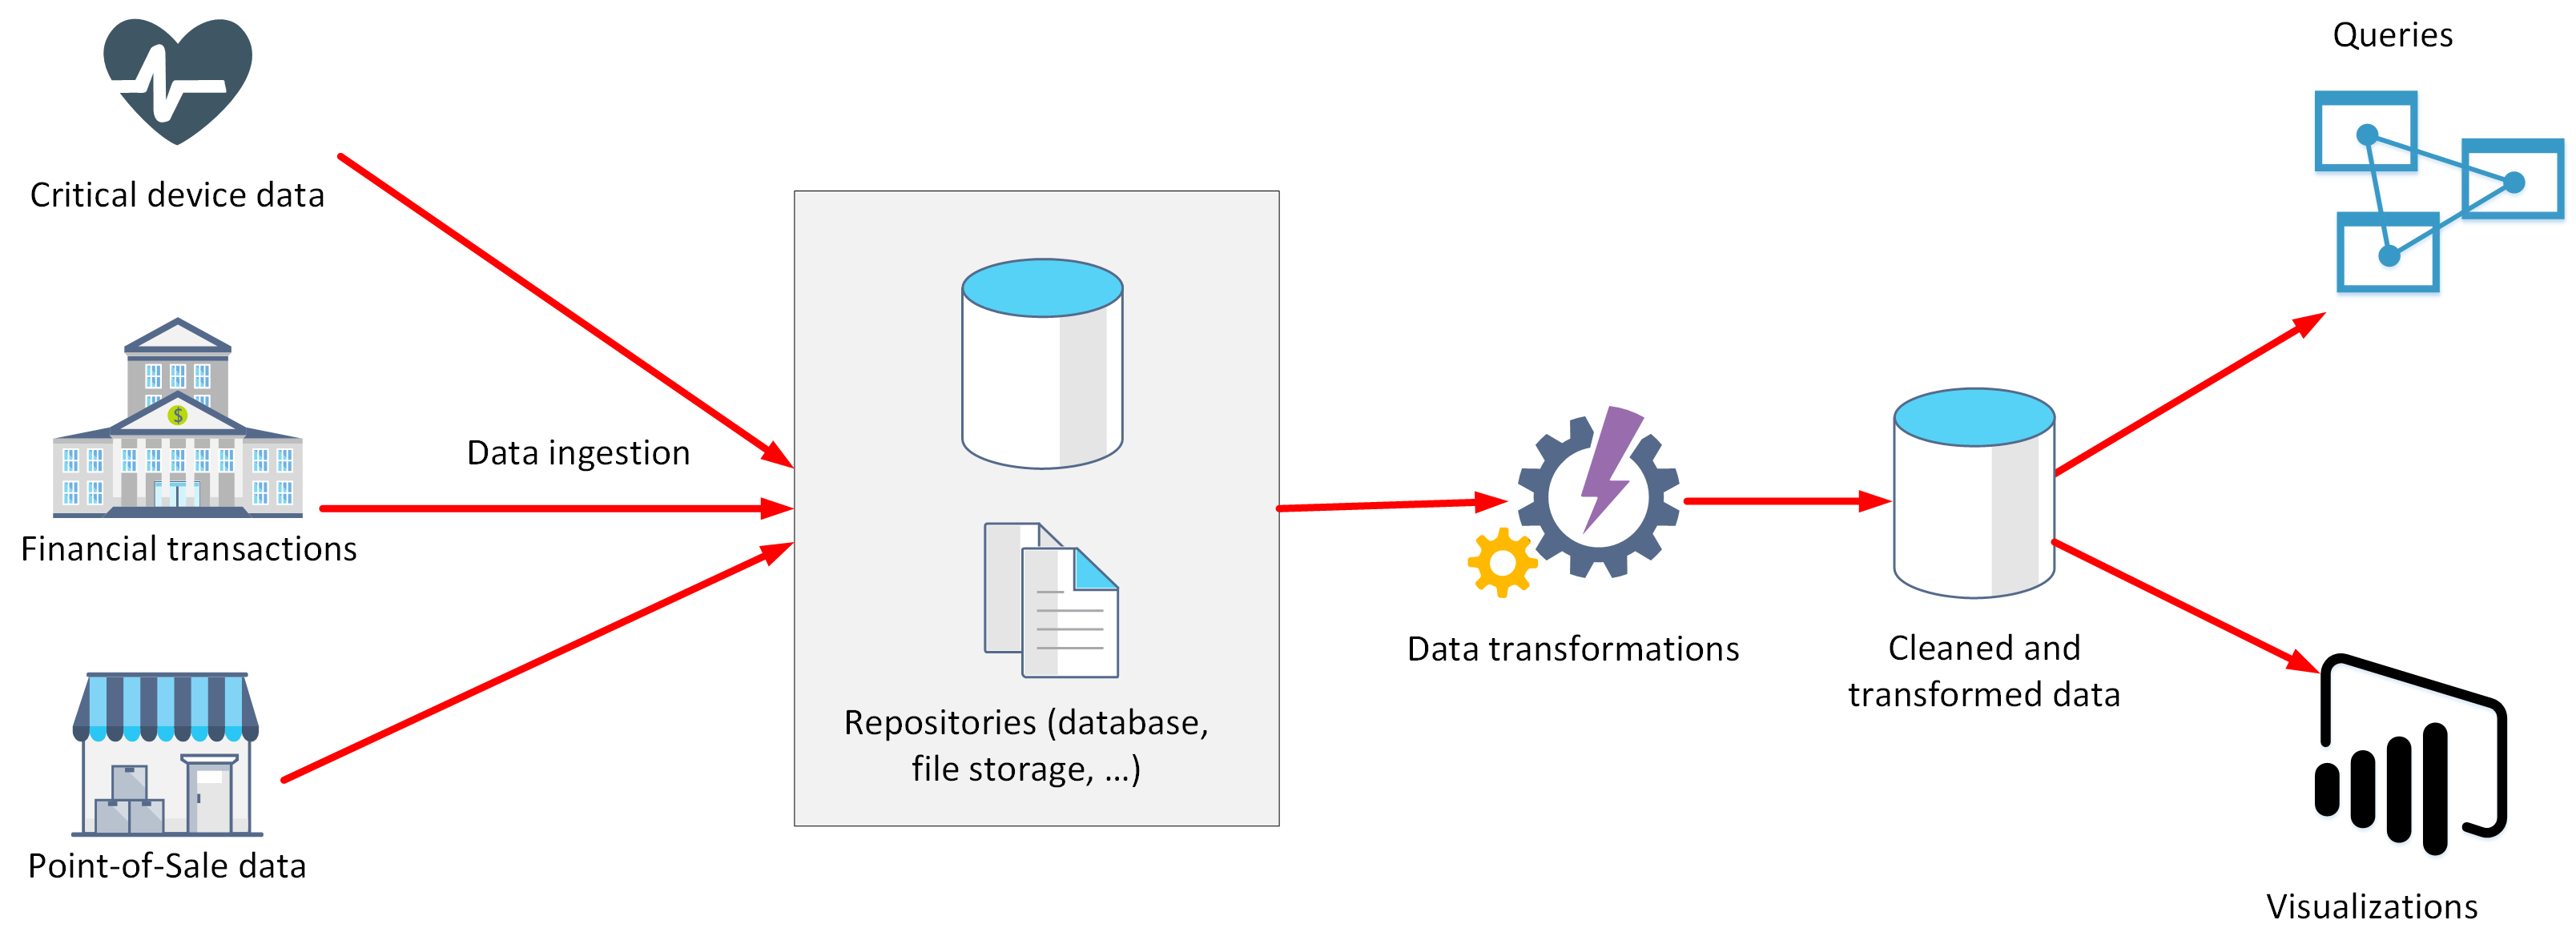 Critical device data
Financial transactions
Point-of-Sale data
Data ingestion
$
Repositories (database,
file storage, ...)
Data transformations
Cleaned and
transformed data
Queries
Visualizations